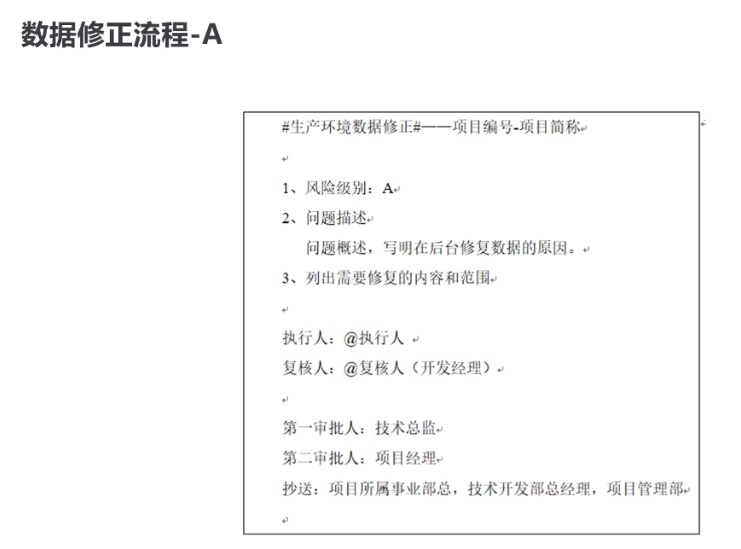 数据修正流程-A
#生产环境数据修正#——项目编号-项目简称
1、风险级别：A
2、问题描述
问题概述，写明在后台修复数据的原因。
3、列出需要修复的内容和范围
执行人：@执行人
复核人：@复核人（开发经理）
第一审批人：技术总监
第二审批人：项目经理
抄送：项目所属事业部总，技术开发部总经理，项目管理部